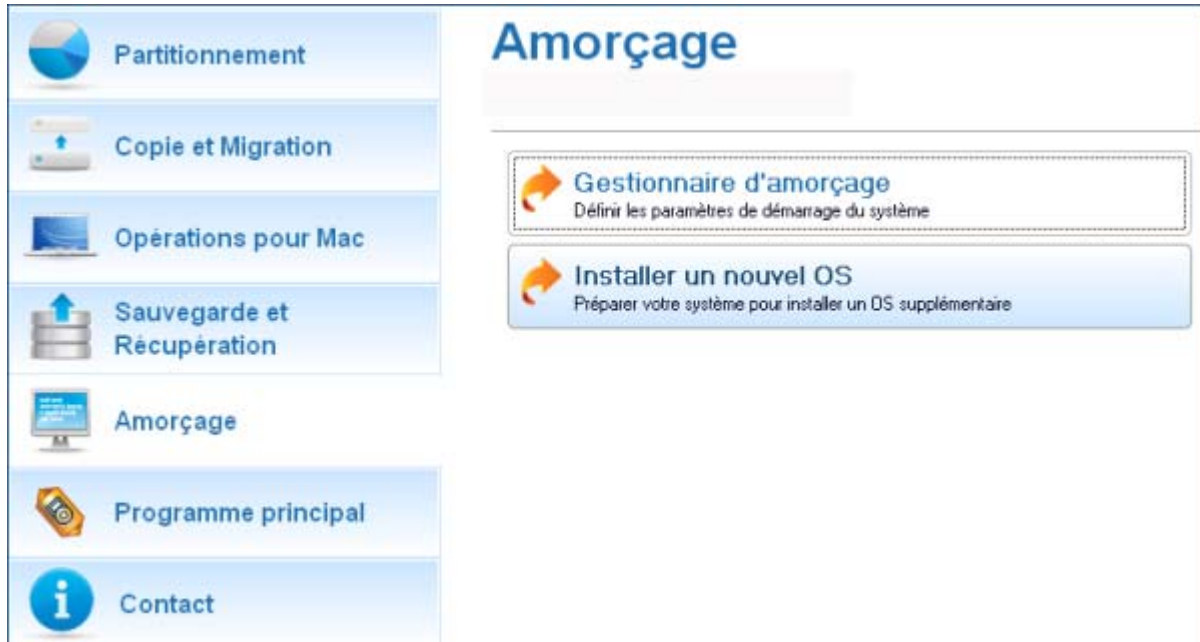 Partitionnement
Copie et Migration
Opérations pour Mac
Sauvegarde et
Récupération
Amorçage
Programme principal
Contact
Amorçage
Gestionnaire d'amorçage
Définir les paramètres de démarrage du système
Installer un nouvel OS
Préparer votre système pour installer un OS supplémentaire